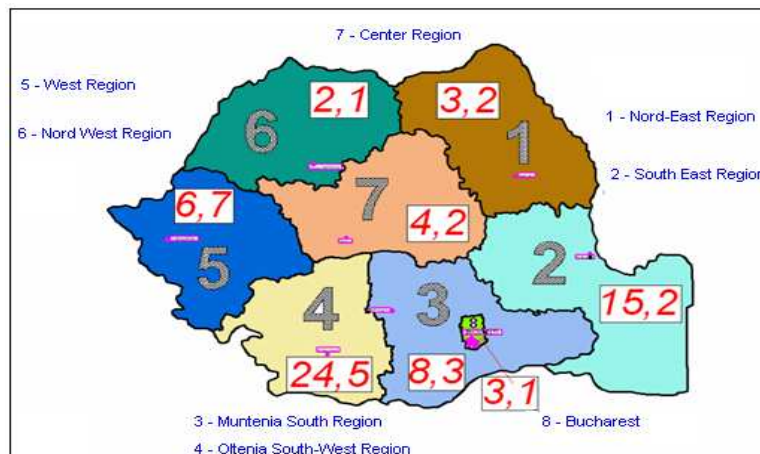 7 - Center Region
5 - West Region
6 - Nord West Region
1 - Nord-East Region
2 - South East Region
2,1
3,2
6
1
6,7
7
4,2
5
2
15,2
4
3
8
24,5
8,3
3,1
3 - Muntenia South Region
8 - Bucharest
4 - Oltenia South-West Region